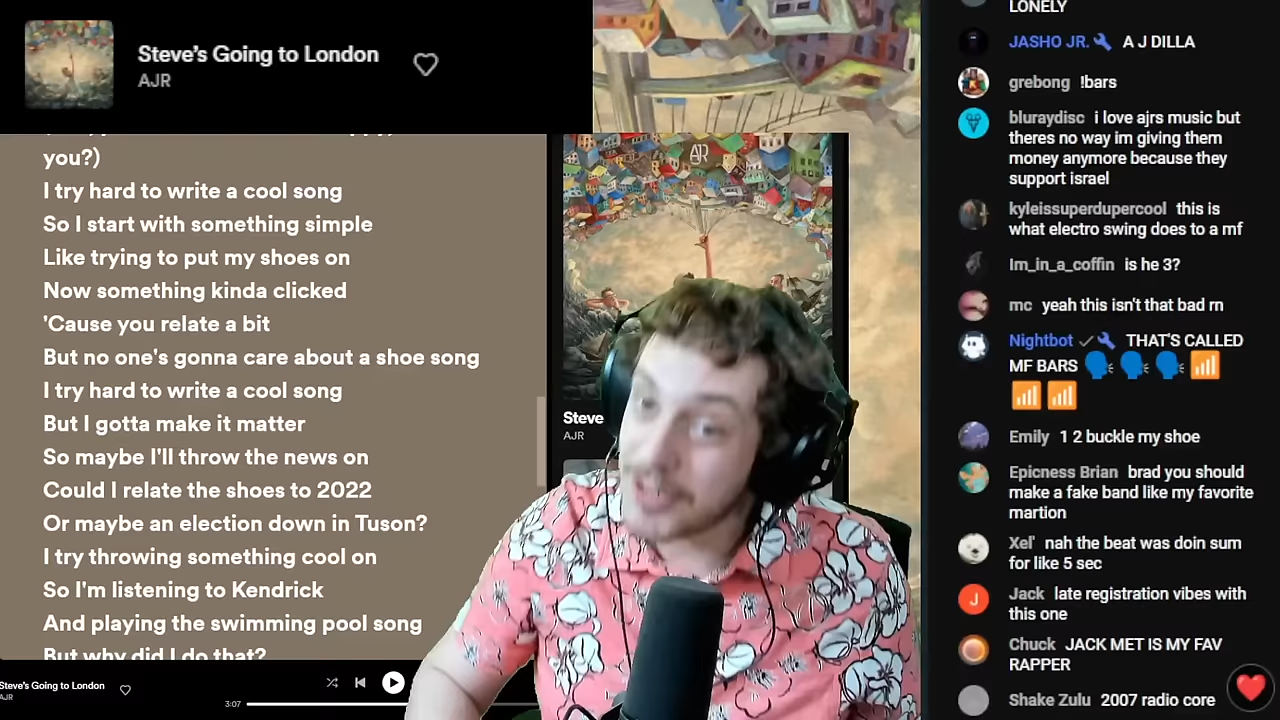 Steve's Going to London
AJR
you?)
I try hard to write a cool song
So I start with something simple
Like trying to put my shoes on
Now something kinda clicked
'Cause you relate a bit
But no one's gonna care about a shoe song
I try hard to write a cool song
But I gotta make it matter
So maybe I'll throw the news on
Could I relate the shoes to 2022
Or maybe an election down in Tuson?
I try throwing something cool on
So I'm listening to Kendrick
And playing the swimming pool song
But why did I do that?
Steve's Going to London
AJR
3:07
AJR
Steve
AJR
LONELY
JASHO JR. A J DILLA
grebong !bars
bluraydisc i love ajrs music but
theres no way im giving them
money anymore because they
support israel
kyleissuperdupercool this is
what electro swing does to a mf
Im_in_a_coffin is he 3?
mc yeah this isn't that bad rn
Nightbot THAT'S CALLED
MF BARS
Emily 1 2 buckle my shoe
Epicness Brian brad you should
make a fake band like my favorite
martion
Xel' nah the beat was doin sum
for like 5 sec
J
Jack late registration vibes with
this one
Chuck JACK MET IS MY FAV
RAPPER
Shake Zulu 2007 radio core